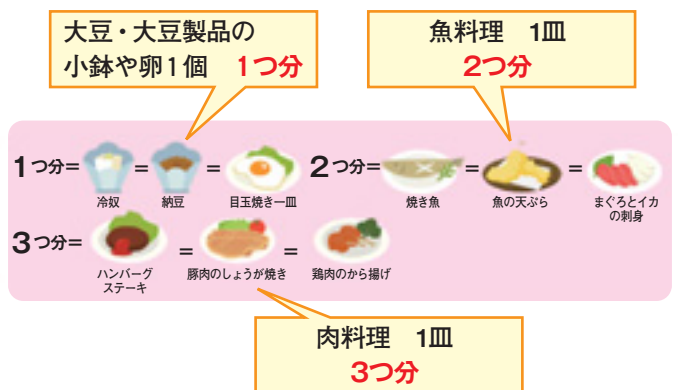 大豆・大豆製品の
小鉢や卵1個　1つ分
魚料理　1皿
2つ分
1つ分=
=
=
2つ分=
=
=
冷奴
納豆
目玉焼き一皿
焼き魚
魚の天ぷら
まぐろとイカ
の刺身
3つ分=
=
=
ハンバーグ
ステーキ
豚肉のしょうが焼き
鶏肉のから揚げ
肉料理　1皿
3つ分